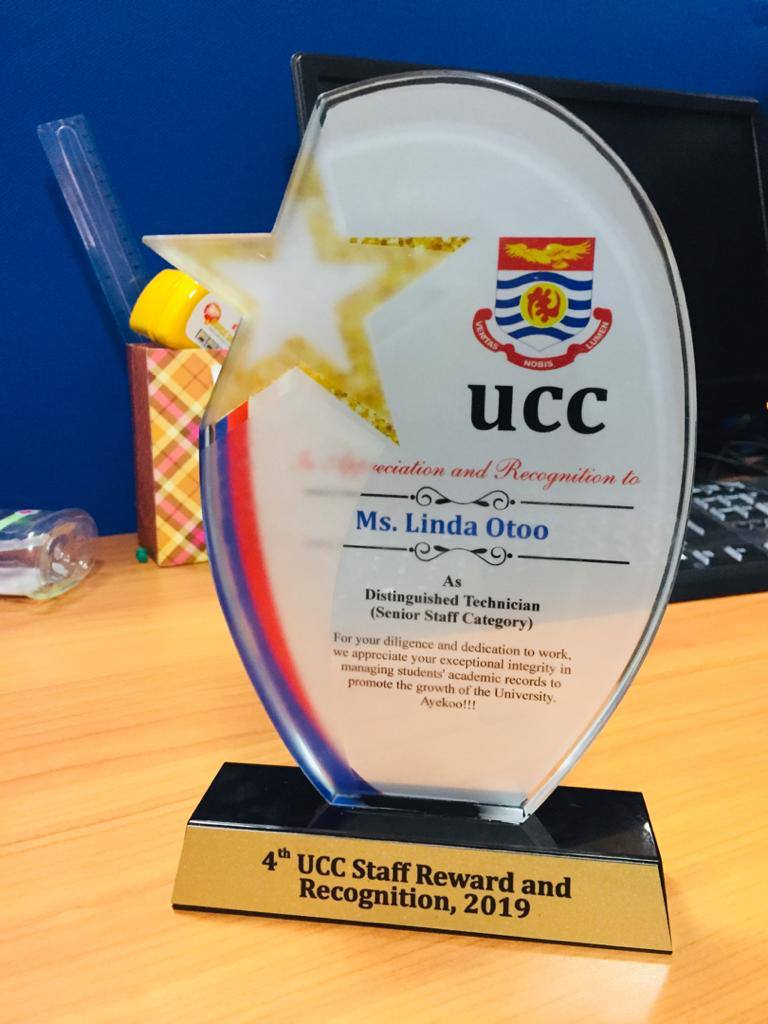 VERITAS NOBIS LUMEN
ucc
In Appreciation and Recognition to
Ms. Linda Otoo
As
Distinguished Technician
(Senior Staff Category)
For your diligence and dedication to work,
we appreciate your exceptional integrity in
managing students' academic records to
promote the growth of the University.
Ayekoo!!!
4th UCC Staff Reward and
Recognition, 2019